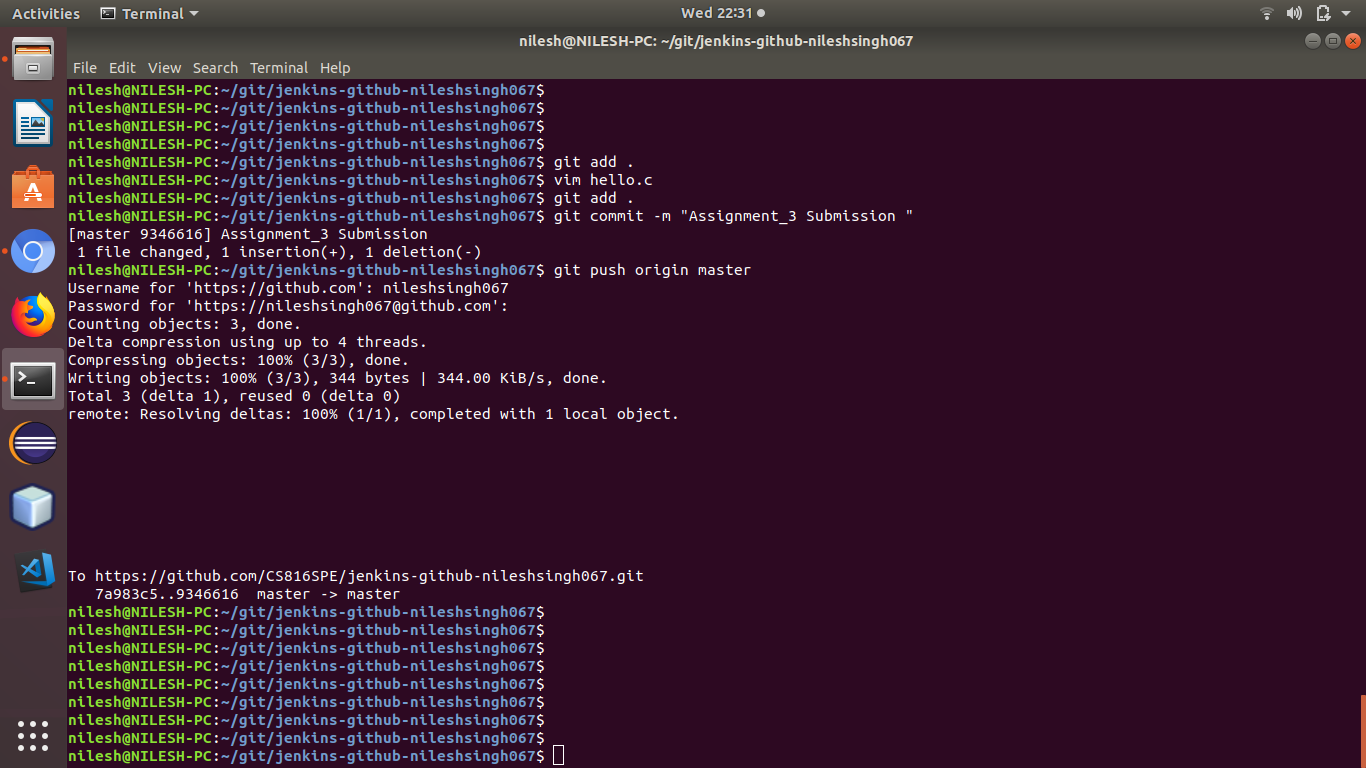 Activities Terminal Wed 22:31
nilesh@NILESH-PC: ~/git/jenkins-github-nileshsingh067
File Edit View Search Terminal Help
nilesh@NILESH-PC:~/git/jenkins-github-nileshsingh067$
nilesh@NILESH-PC:~/git/jenkins-github-nileshsingh067$
nilesh@NILESH-PC:~/git/jenkins-github-nileshsingh067$
nilesh@NILESH-PC:~/git/jenkins-github-nileshsingh067$
nilesh@NILESH-PC:~/git/jenkins-github-nileshsingh067$ git add .
nilesh@NILESH-PC:~/git/jenkins-github-nileshsingh067$ vim hello.c
nilesh@NILESH-PC:~/git/jenkins-github-nileshsingh067$ git add .
nilesh@NILESH-PC:~/git/jenkins-github-nileshsingh067$ git commit -m "Assignment_3 Submission "
[master 9346616] Assignment_3 Submission
 1 file changed, 1 insertion(+), 1 deletion(-)
nilesh@NILESH-PC:~/git/jenkins-github-nileshsingh067$ git push origin master
Username for 'https://github.com': nileshsingh067
Password for 'https://nileshsingh067@github.com':
Counting objects: 3, done.
Delta compression using up to 4 threads.
Compressing objects: 100% (3/3), done.
Writing objects: 100% (3/3), 344 bytes | 344.00 KiB/s, done.
Total 3 (delta 1), reused 0 (delta 0)
remote: Resolving deltas: 100% (1/1), completed with 1 local object.
To https://github.com/CS816SPE/jenkins-github-nileshsingh067.git
   7a983c5..9346616  master -> master
nilesh@NILESH-PC:~/git/jenkins-github-nileshsingh067$
nilesh@NILESH-PC:~/git/jenkins-github-nileshsingh067$
nilesh@NILESH-PC:~/git/jenkins-github-nileshsingh067$
nilesh@NILESH-PC:~/git/jenkins-github-nileshsingh067$
nilesh@NILESH-PC:~/git/jenkins-github-nileshsingh067$
nilesh@NILESH-PC:~/git/jenkins-github-nileshsingh067$
nilesh@NILESH-PC:~/git/jenkins-github-nileshsingh067$
nilesh@NILESH-PC:~/git/jenkins-github-nileshsingh067$
nilesh@NILESH-PC:~/git/jenkins-github-nileshsingh067$